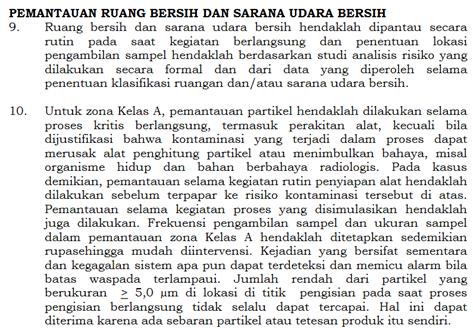 PEMANTAUAN RUANG BERSIH DAN SARANA UDARA BERSIH
9. Ruang bersih dan sarana udara bersih hendaklah dipantau secara
rutin pada saat kegiatan berlangsung dan penentuan lokasi
pengambilan sampel hendaklah berdasarkan studi analisis risiko yang
dilakukan secara formal dan dari data yang diperoleh selama
penentuan klasifikasi ruangan dan/atau sarana udara bersih.
10. Untuk zona Kelas A, pemantauan partikel hendaklah dilakukan selama
proses kritis berlangsung, termasuk perakitan alat, kecuali bila
dijustifikasi bahwa kontaminasi yang terjadi dalam proses dapat
merusak alat penghitung partikel atau menimbulkan bahaya, misal
organisme hidup dan bahan berbahaya radiologis. Pada kasus
demikian, pemantauan selama kegiatan rutin penyiapan alat hendaklah
dilakukan sebelum terpapar ke risiko kontaminasi tersebut di atas.
Pemantauan selama kegiatan proses yang disimulasikan hendaklah
juga dilakukan. Frekuensi pengambilan sampel dan ukuran sampel
dalam pemantauan zona Kelas A hendaklah ditetapkan sedemikian
rupasehingga mudah diintervensi. Kejadian yang bersifat sementara
dan kegagalan sistem apa pun dapat terdeteksi dan memicu alarm bila
batas waspada terlampaui. Jumlah rendah dari partikel yang
berukuran ≥ 5,0 µm di lokasi di titik pengisian pada saat proses
pengisian berlangsung tidak selalu dapat tercapai. Hal ini dapat
diterima karena ada sebaran partikel atau tetesan produk itu sendiri.